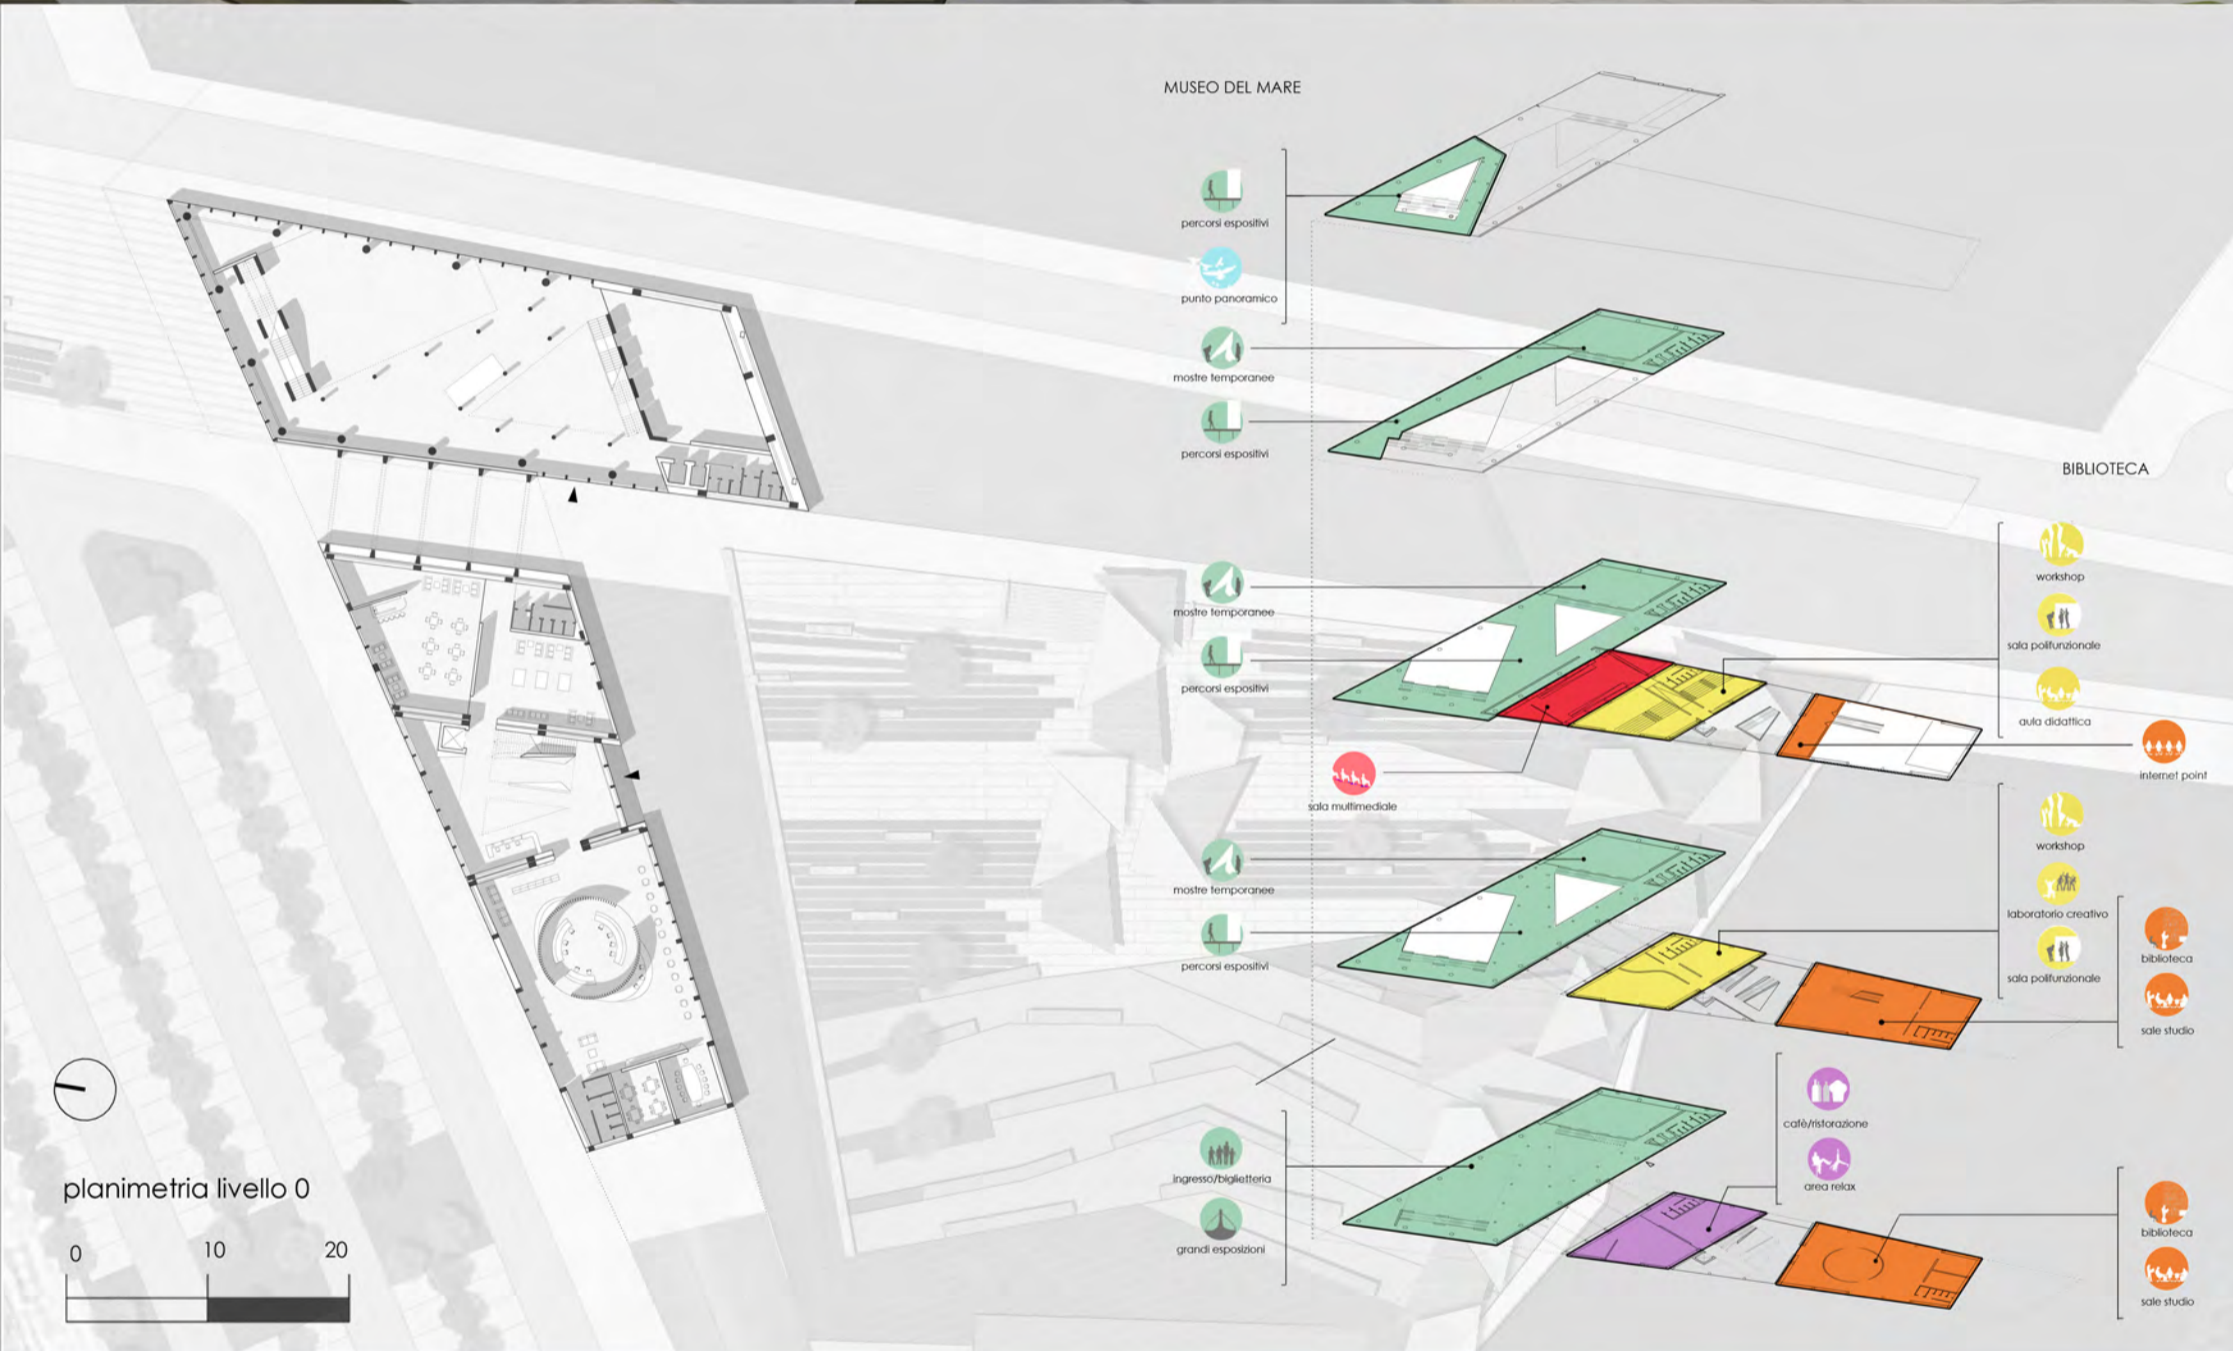 MUSEO DEL MARE
percorsi espositivi
punto panoramico
mostre temporanee
percorsi espositivi
BIBLIOTECA
mostre temporanee
percorsi espositivi
sala multimediale
workshop
sala polifunzionale
aula didattica
internet point
mostre temporanee
percorsi espositivi
workshop
laboratorio creativo
sala polifunzionale
biblioteca
sale studio
ingresso/biglietteria
grandi esposizioni
cafè/ristorazione
area relax
biblioteca
sale studio
planimetria livello 0
0 10 20